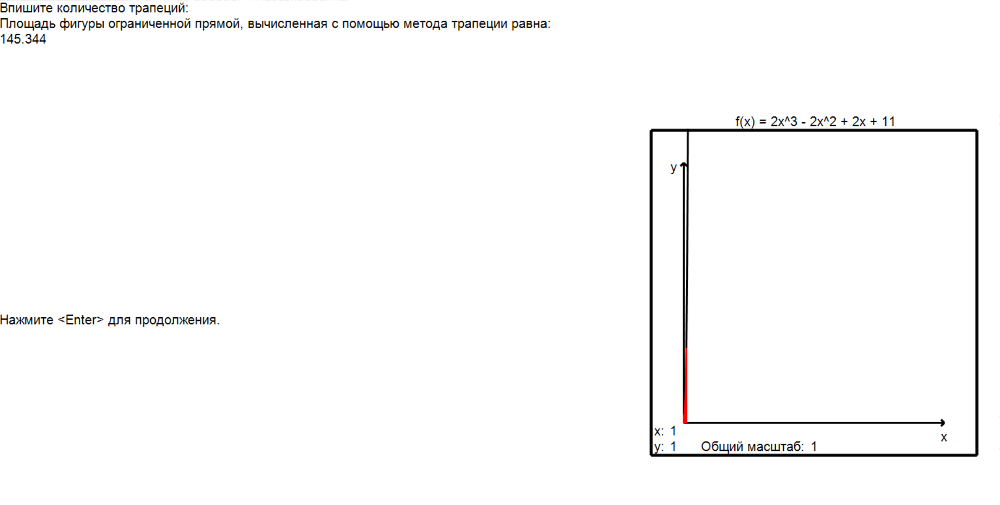 Впишите количество трапеций:
Площадь фигуры ограниченной прямой, вычисленная с помощью метода трапеции равна:
145.344
f(x) = 2x^3 - 2x^2 + 2x + 11
y
Нажмите <Enter> для продолжения.
x: 1
x
y: 1 Общий масштаб: 1